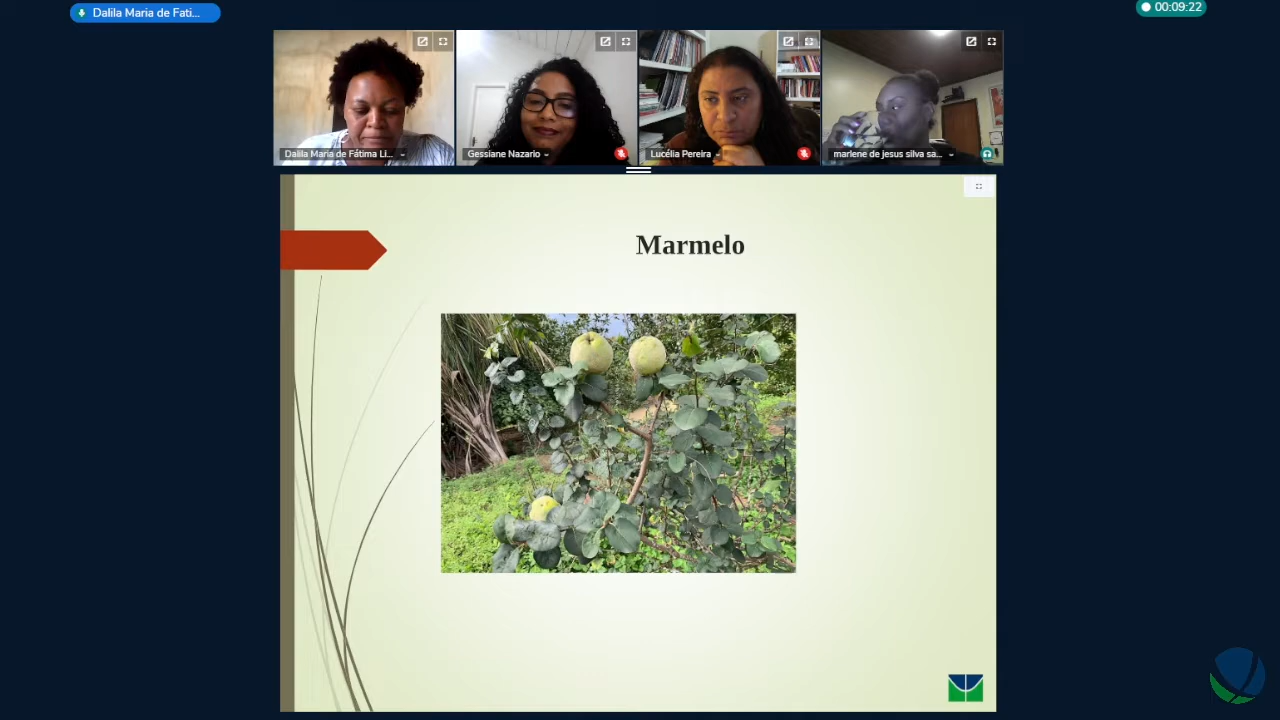 Dalila Maria de Fati...
00:09:22
Dalila Maria de Fátima Li...
Gessiane Nazario
Lucélia Pereira
marlene de jesus silva sa...
Marmelo